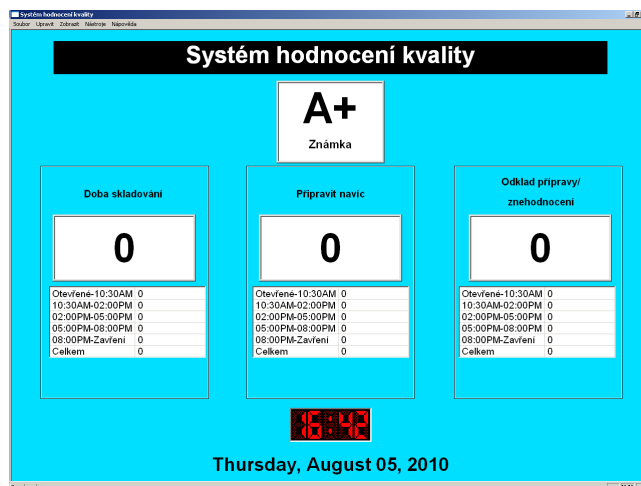 Systém hodnocení kvality
Soubor Upravit Zobrazit Nástroje Nápověda
Systém hodnocení kvality
A+
Známka
Doba skladování
0
Otevřené-10:30AM 0
10:30AM-02:00PM 0
02:00PM-05:00PM 0
05:00PM-08:00PM 0
08:00PM-Zavření 0
Celkem 0
Připravit navíc
0
Otevřené-10:30AM 0
10:30AM-02:00PM 0
02:00PM-05:00PM 0
05:00PM-08:00PM 0
08:00PM-Zavření 0
Celkem 0
Odklad přípravy/
znehodnocení
0
Otevřené-10:30AM 0
10:30AM-02:00PM 0
02:00PM-05:00PM 0
05:00PM-08:00PM 0
08:00PM-Zavření 0
Celkem 0
16:42
Thursday, August 05, 2010